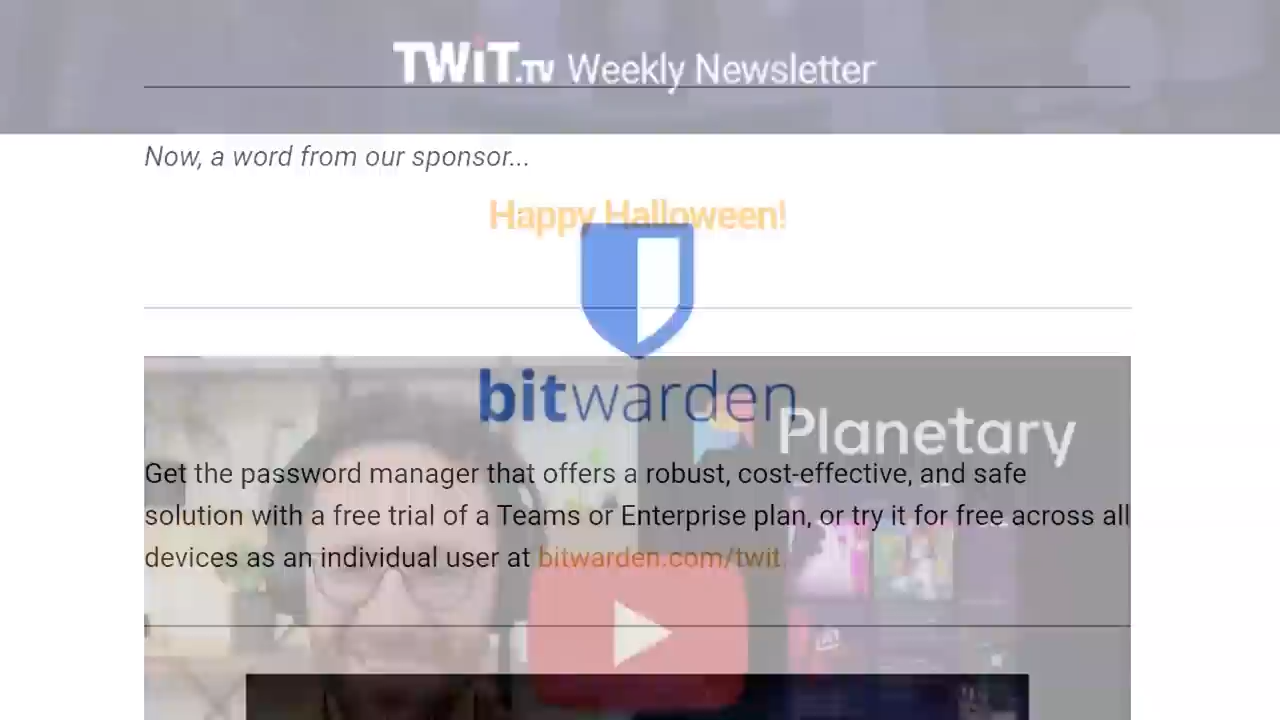 TWiT.TV Weekly Newsletter
Now, a word from our sponsor...
Happy Halloween!
bitwarden
Planetary
Get the password manager that offers a robust, cost-effective, and safe
solution with a free trial of a Teams or Enterprise plan, or try it for free across all
devices as an individual user at bitwarden.com/twit.